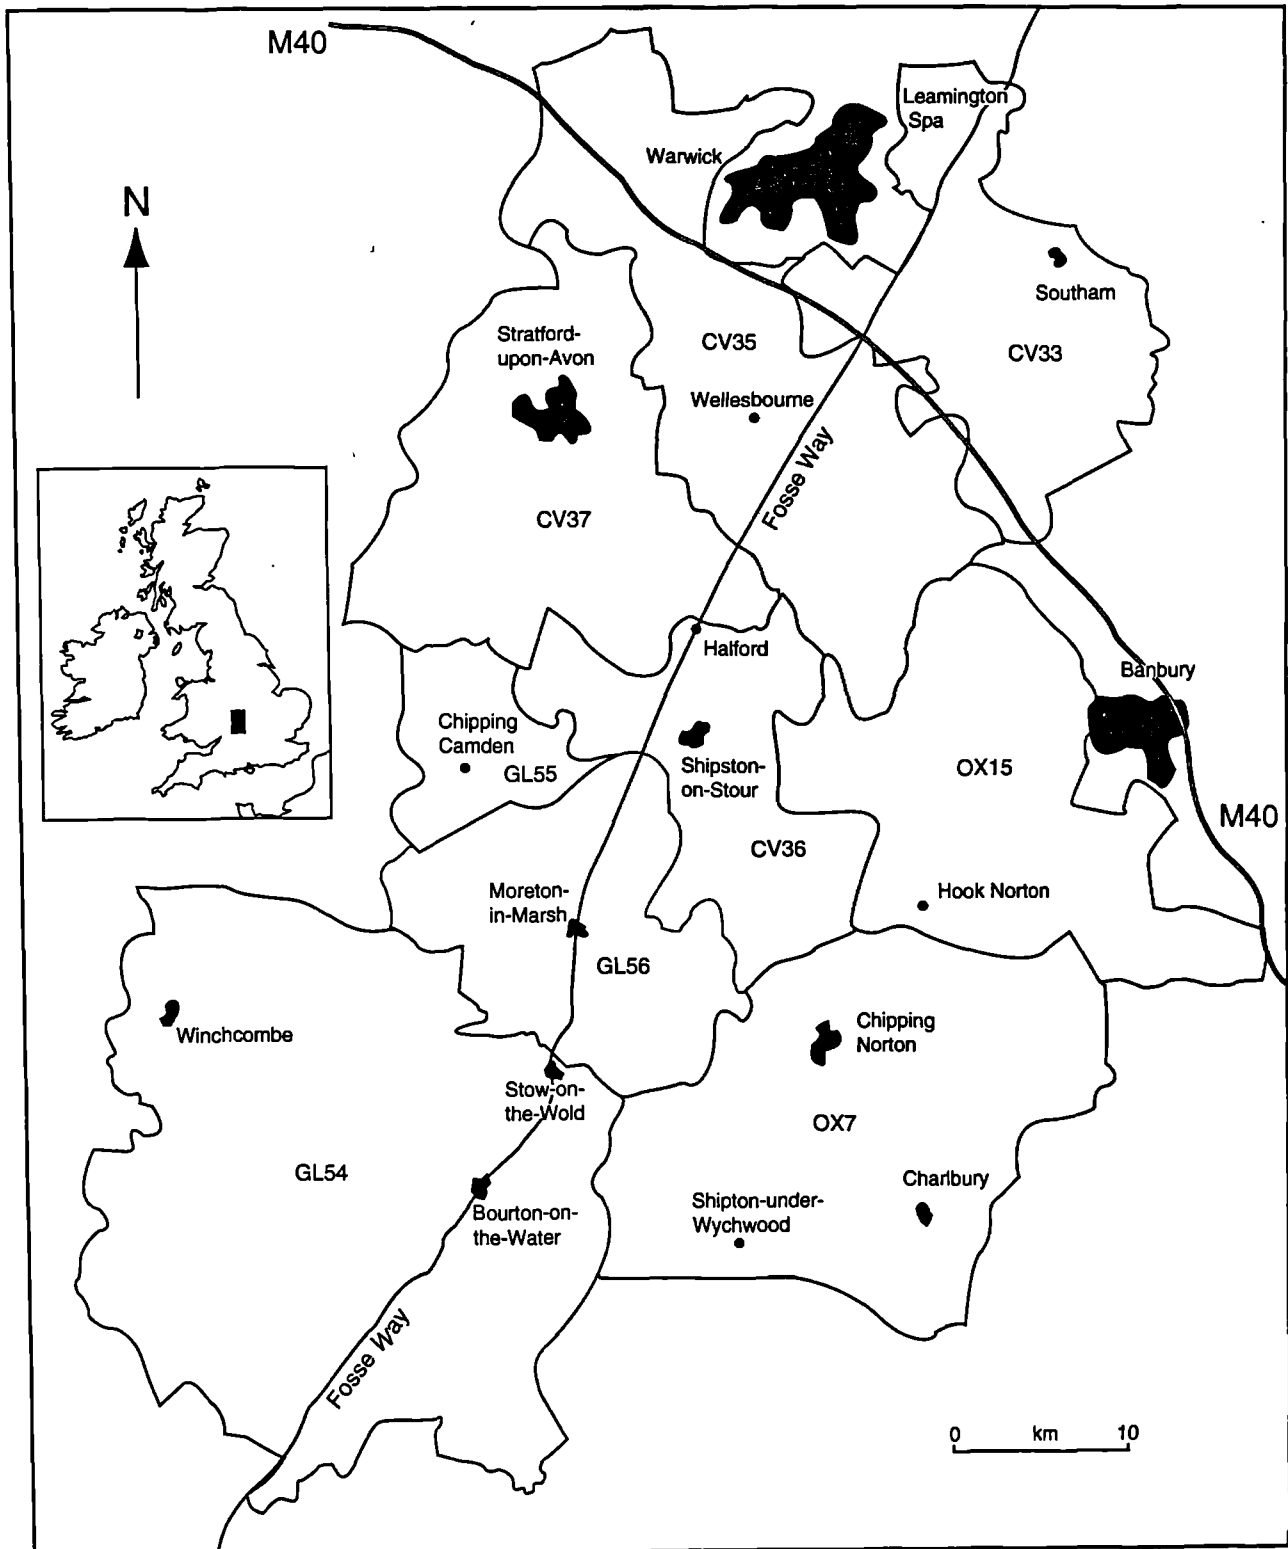 M40
Leamington
Spa
Warwick
N
Southam
Stratford-
upon-Avon
CV35
CV33
Wellesbourne
Fosse Way
CV37
Halford
Banbury
Chipping
Camden
GL55
Shipston-
on-Stour
OX15
M40
CV36
Moreton-
in-Marsh
Hook Norton
GL56
Winchcombe
Chipping
Norton
Stow-on-
the-Wold
OX7
GL54
Charlbury
Shipton-under-
Wychwood
Bourton-on-
the-Water
Fosse Way
0 km 10